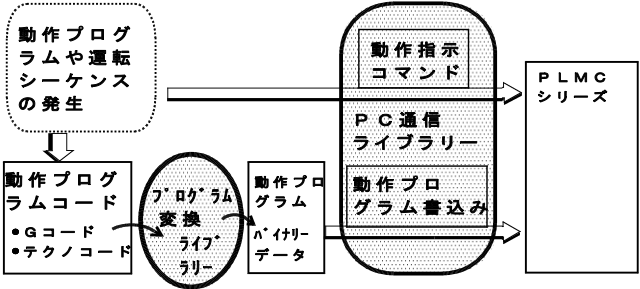 動作プログ
ラムや運転
シーケンス
の発生
動作プログ
ラムコード
●Gコード
●テクノコード
プログラム
変換
ライブ
ラリー
動作プロ
グラム
バイナリー
データ
動作指示
コマンド
PC通信
ライブラリー
動作プロ
グラム書込み
PLMC
シリーズ